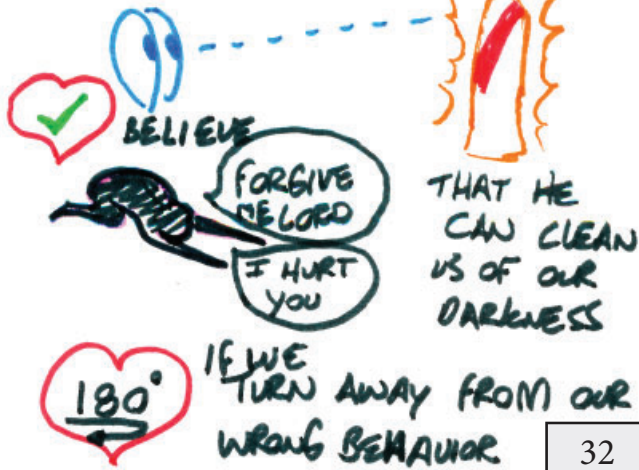 BELIEVE
FORGIVE
ME LORD
I HURT
YOU
THAT HE
CAN CLEAN
US OF OUR
DARKNESS
180°
IF WE
TURN AWAY FROM OUR
WRONG BEHAVIOR
32